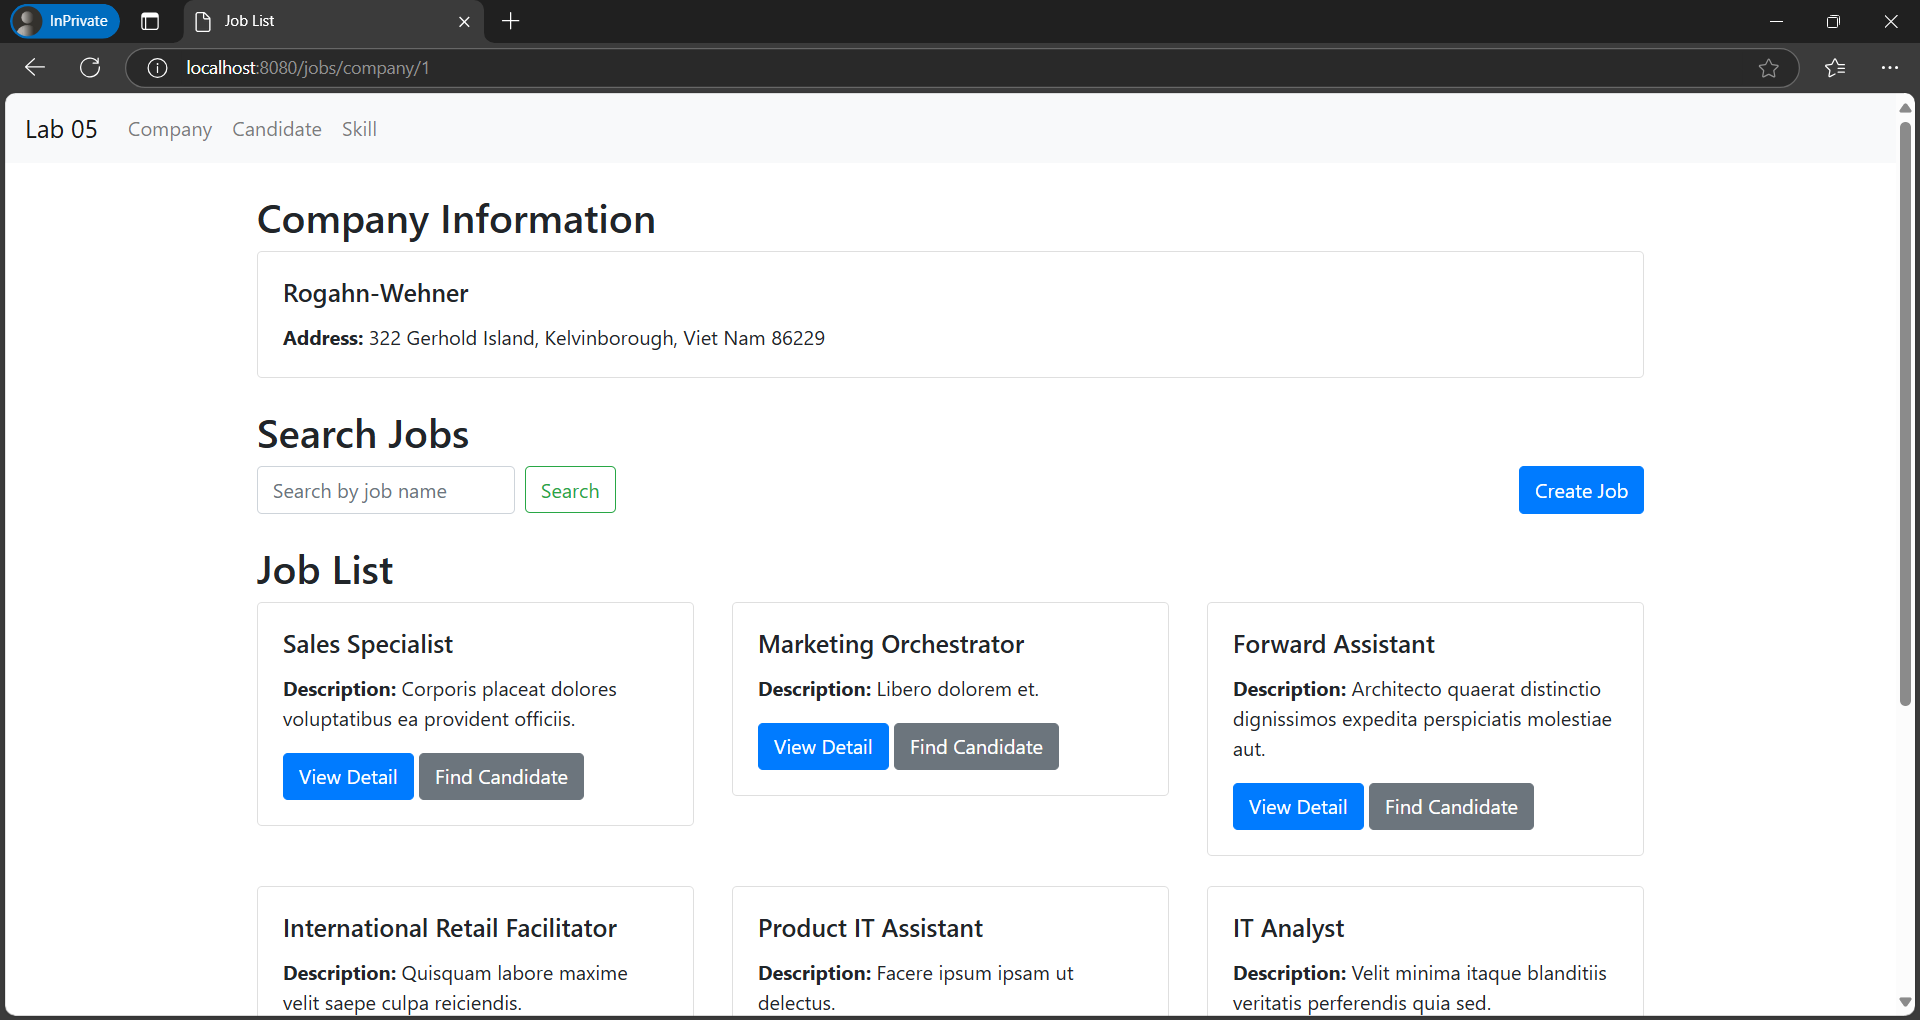 InPrivate
Job List
localhost:8080/jobs/company/1
Lab 05 Company Candidate Skill
Company Information
Rogahn-Wehner
Address: 322 Gerhold Island, Kelvinborough, Viet Nam 86229
Search Jobs
Search by job name
Search
Create Job
Job List
Sales Specialist
Description: Corporis placeat dolores
voluptatibus ea provident officiis.
View Detail
Find Candidate
Marketing Orchestrator
Description: Libero dolorem et.
View Detail
Find Candidate
Forward Assistant
Description: Architecto quaerat distinctio
dignissimos expedita perspiciatis molestiae
aut.
View Detail
Find Candidate
International Retail Facilitator
Description: Quisquam labore maxime
velit saepe culpa reiciendis.
Product IT Assistant
Description: Facere ipsum ipsam ut
delectus.
IT Analyst
Description: Velit minima itaque blanditiis
veritatis perferendis quia sed.